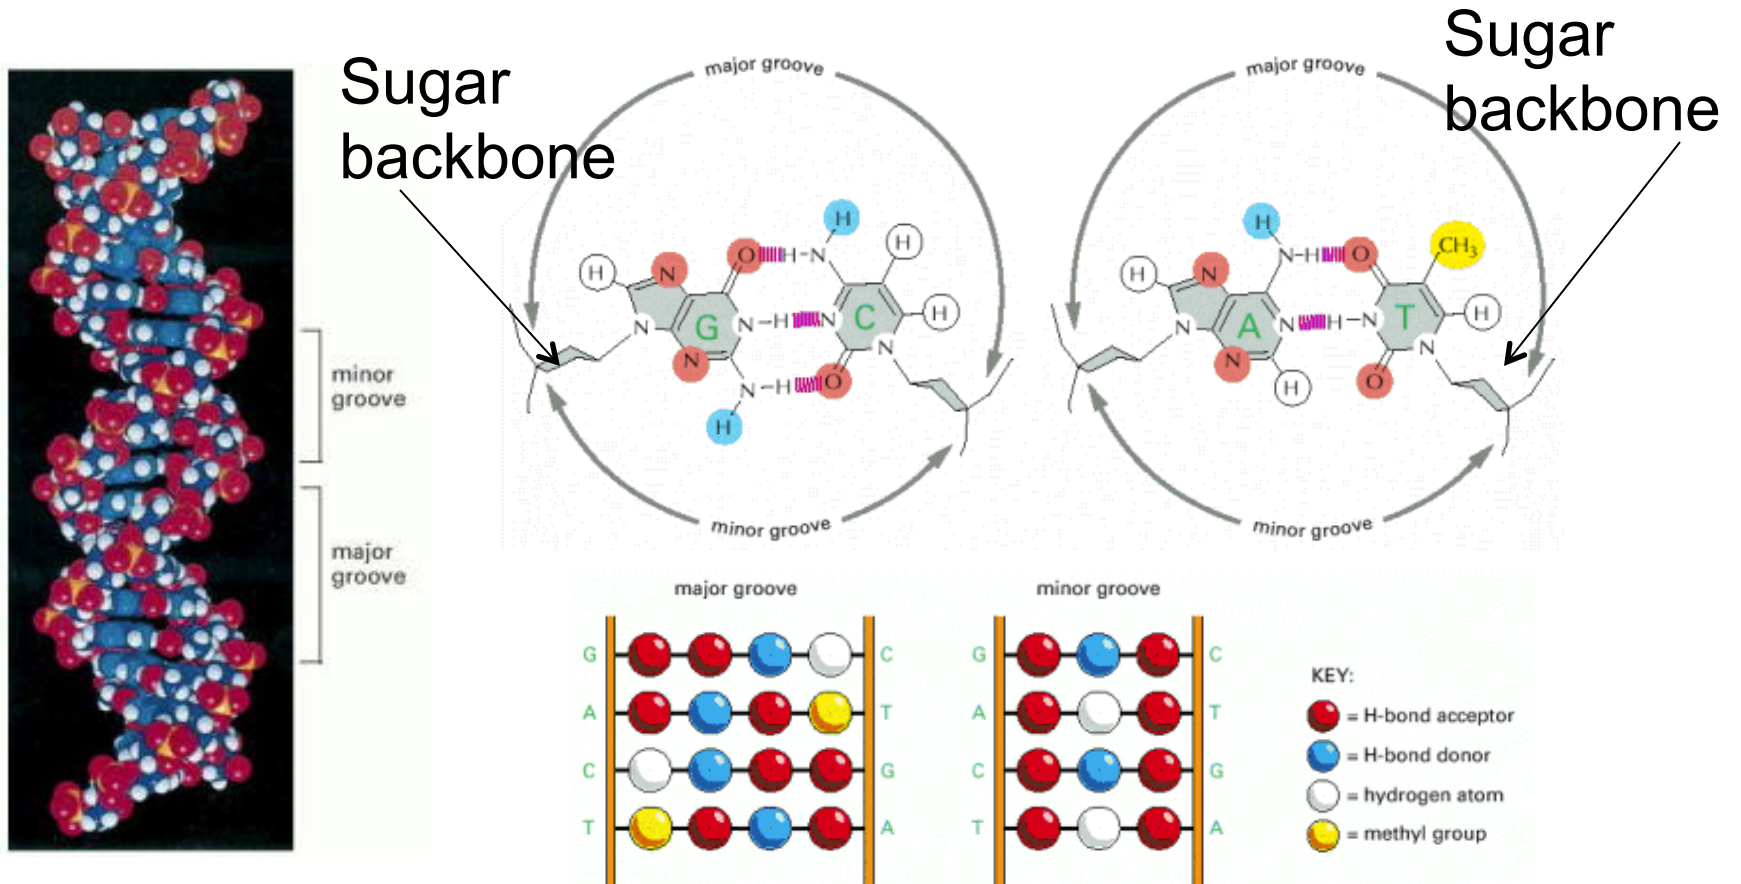 Sugar
backbone
Sugar
backbone
major groove
major groove
H
N
O
H-N
H
H
G
N-H
N
C
H
N
N
N
N-H
O
H
minor groove
H
N
H
N-H
O
CH₃
A
N
H-N
T
H
N
N
N
H
O
minor groove
minor
groove
major
groove
major groove
minor groove
G C G C
A T A T
C G C G
T A T A
KEY:
= H-bond acceptor
= H-bond donor
= hydrogen atom
= methyl group